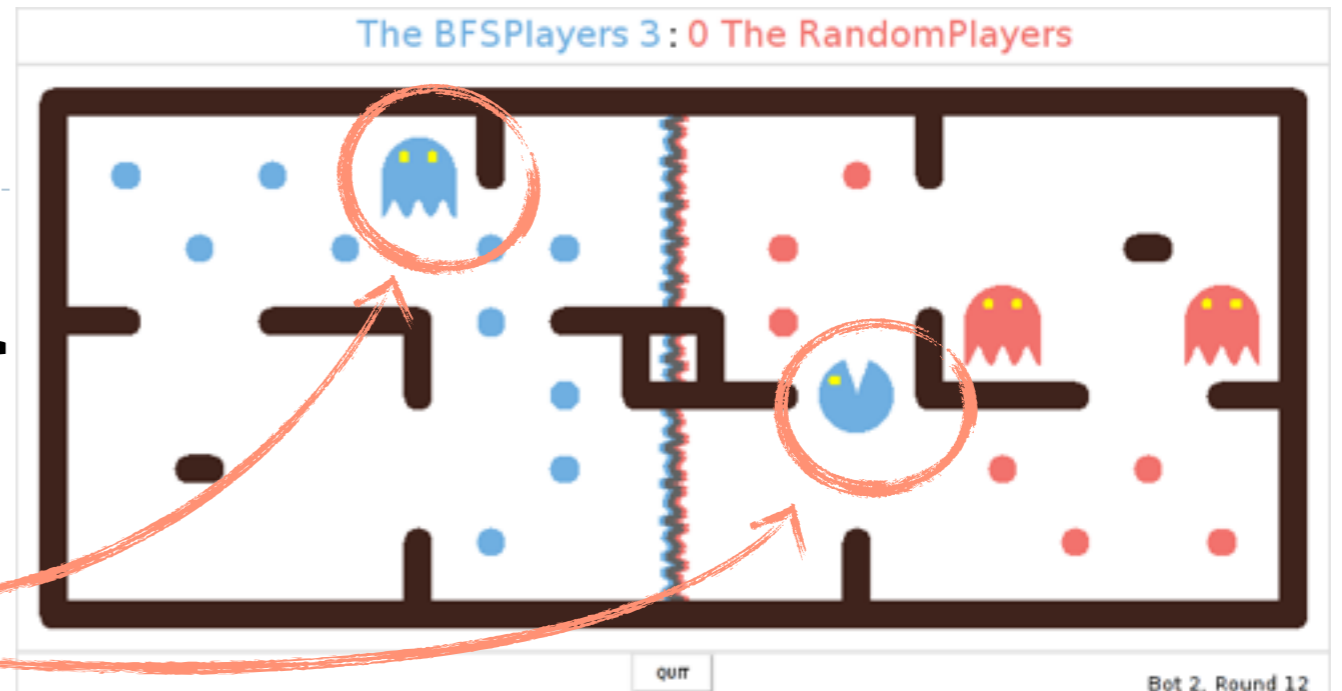 The BFSPlayers 3 : 0 The RandomPlayers
QUIT
Bot 2, Round 12